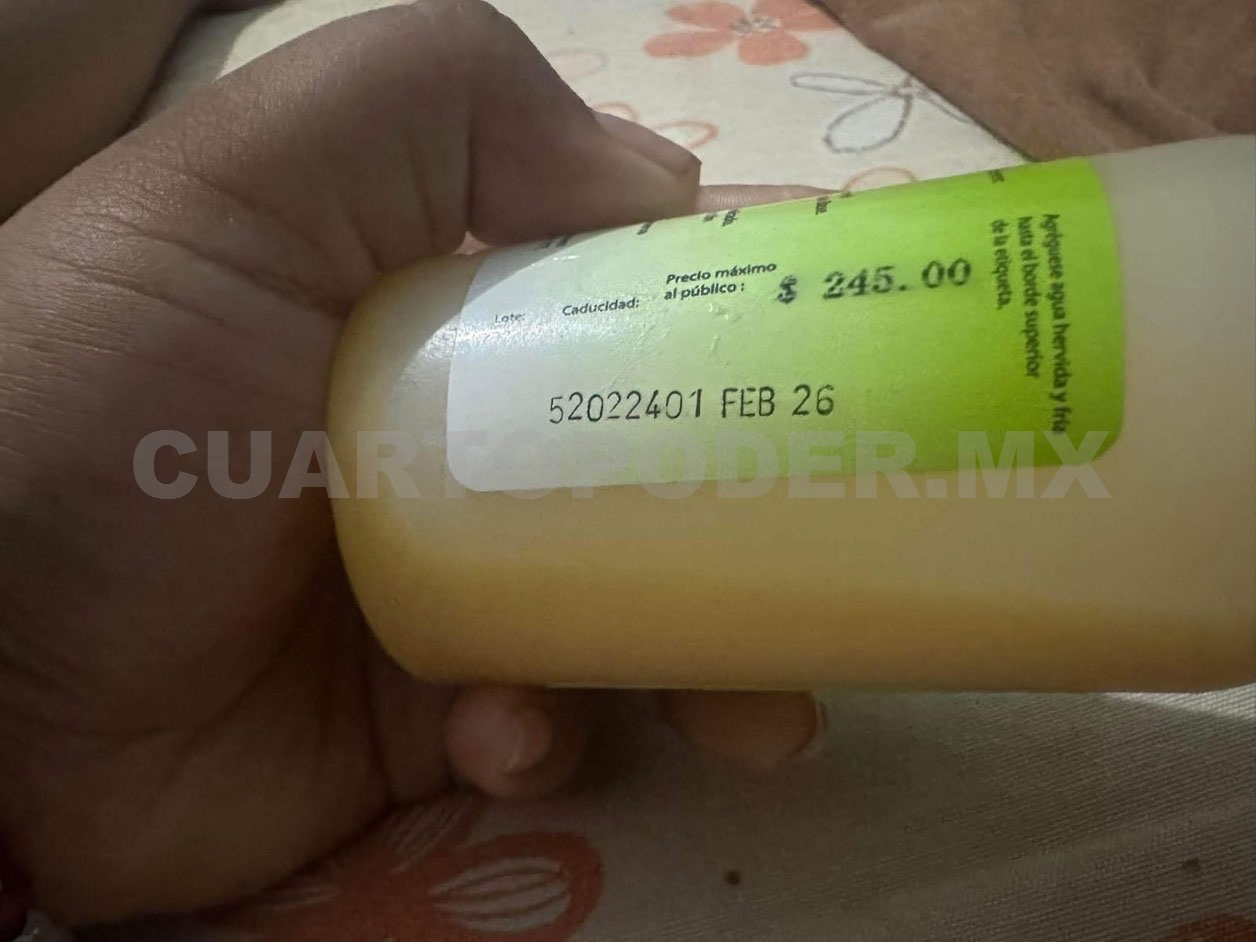 Precio máximo
al público :
$ 245.00
Caducidad:
Lote:
52022401 FEB 26
Agréguese agua hervida y fría
hasta el borde superior
de la etiqueta.
CUARTOPODER.MX